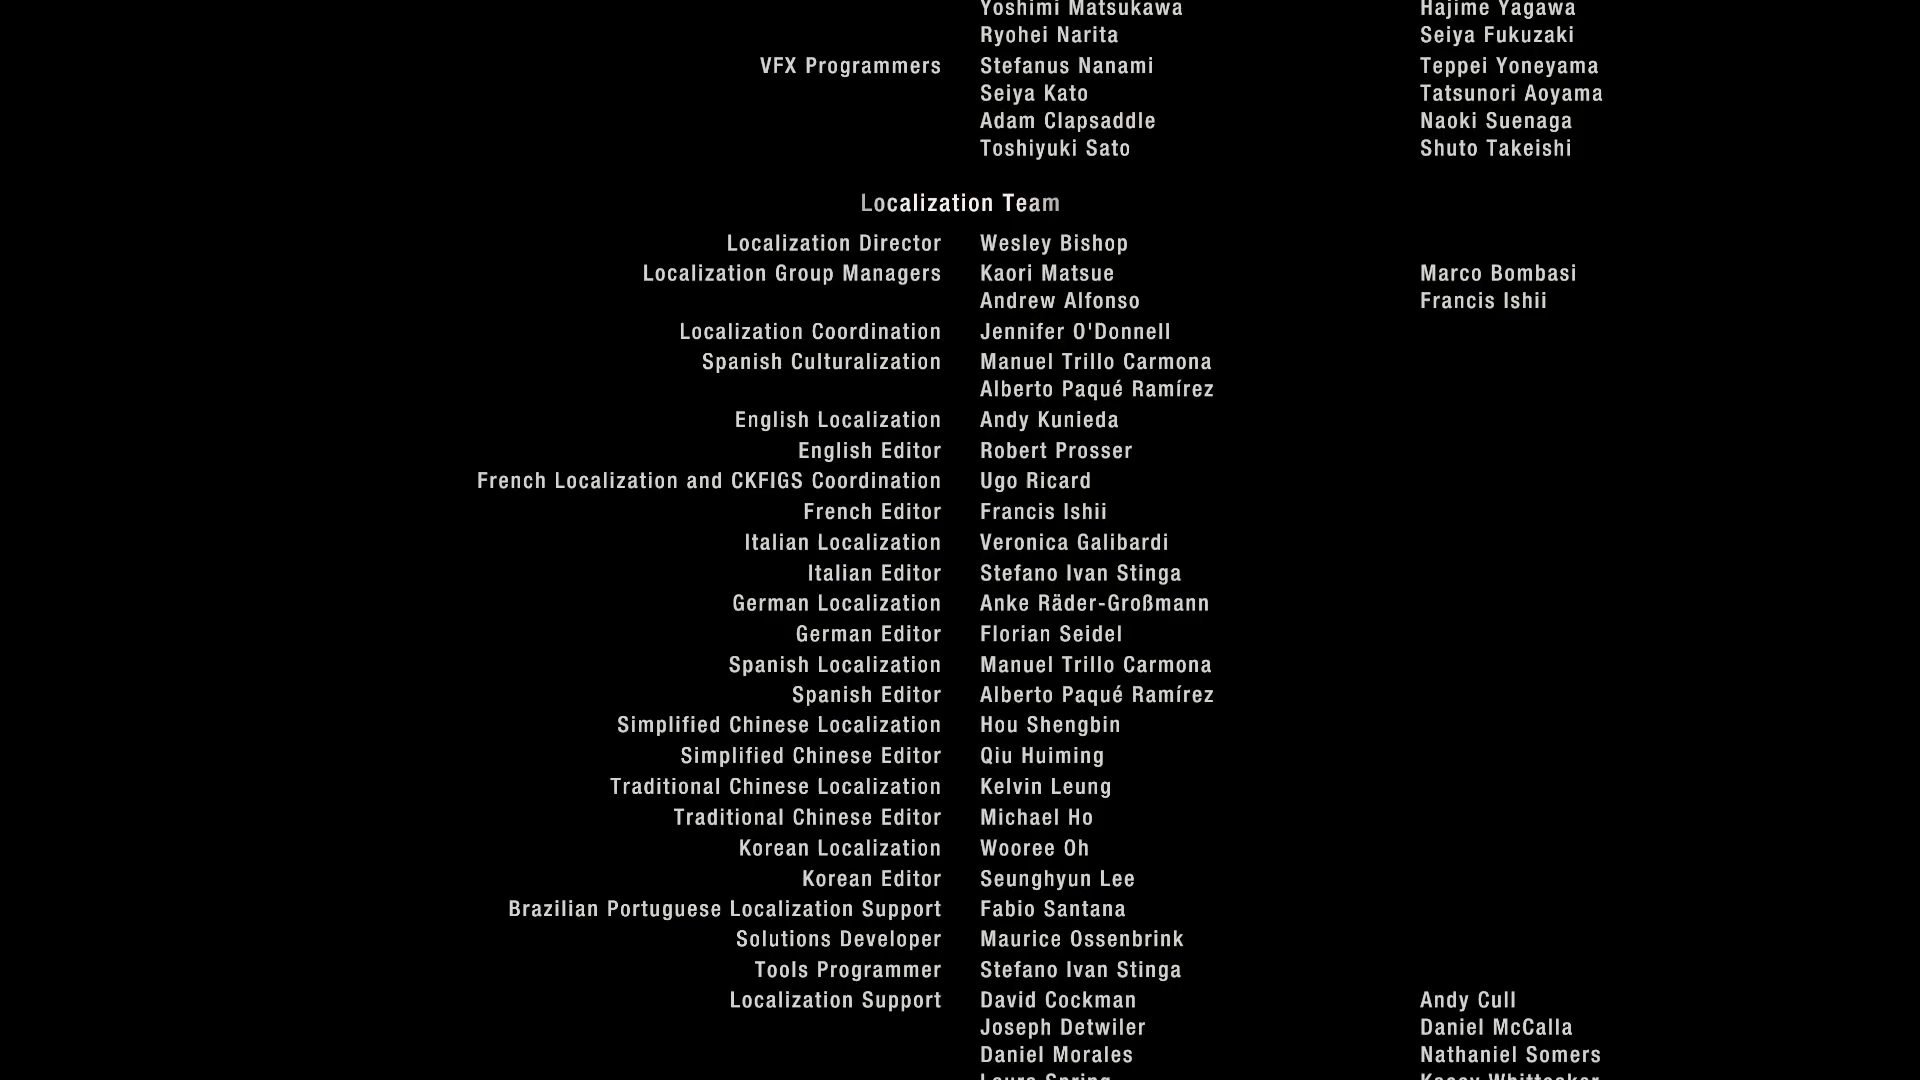 Yoshimi Matsukawa Hajime Yagawa
Ryohei Narita Seiya Fukuzaki
VFX Programmers Stefanus Nanami Teppei Yoneyama
Seiya Kato Tatsunori Aoyama
Adam Clapsaddle Naoki Suenaga
Toshiyuki Sato Shuto Takeishi
Localization Team
Localization Director Wesley Bishop
Localization Group Managers Kaori Matsue Marco Bombasi
Andrew Alfonso Francis Ishii
Localization Coordination Jennifer O'Donnell
Spanish Culturalization Manuel Trillo Carmona
Alberto Paqué Ramírez
English Localization Andy Kunieda
English Editor Robert Prosser
French Localization and CKFIGS Coordination Ugo Ricard
French Editor Francis Ishii
Italian Localization Veronica Galibardi
Italian Editor Stefano Ivan Stinga
German Localization Anke Räder-Großmann
German Editor Florian Seidel
Spanish Localization Manuel Trillo Carmona
Spanish Editor Alberto Paqué Ramírez
Simplified Chinese Localization Hou Shengbin
Simplified Chinese Editor Qiu Huiming
Traditional Chinese Localization Kelvin Leung
Traditional Chinese Editor Michael Ho
Korean Localization Wooree Oh
Korean Editor Seunghyun Lee
Brazilian Portuguese Localization Support Fabio Santana
Solutions Developer Maurice Ossenbrink
Tools Programmer Stefano Ivan Stinga
Localization Support David Cockman Andy Cull
Joseph Detwiler Daniel McCalla
Daniel Morales Nathaniel Somers